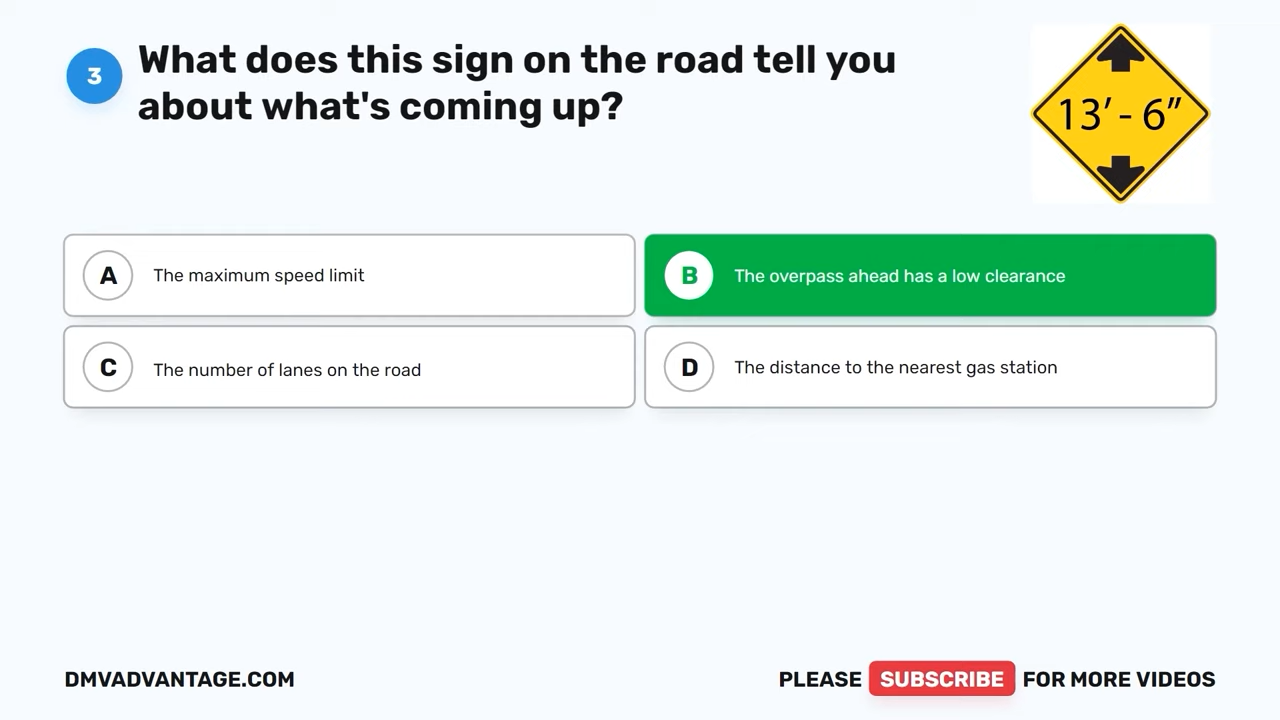 3
What does this sign on the road tell you
about what's coming up?
13' - 6"
A
The maximum speed limit
B
The overpass ahead has a low clearance
C
The number of lanes on the road
D
The distance to the nearest gas station
DMVADVANTAGE.COM
PLEASE SUBSCRIBE FOR MORE VIDEOS